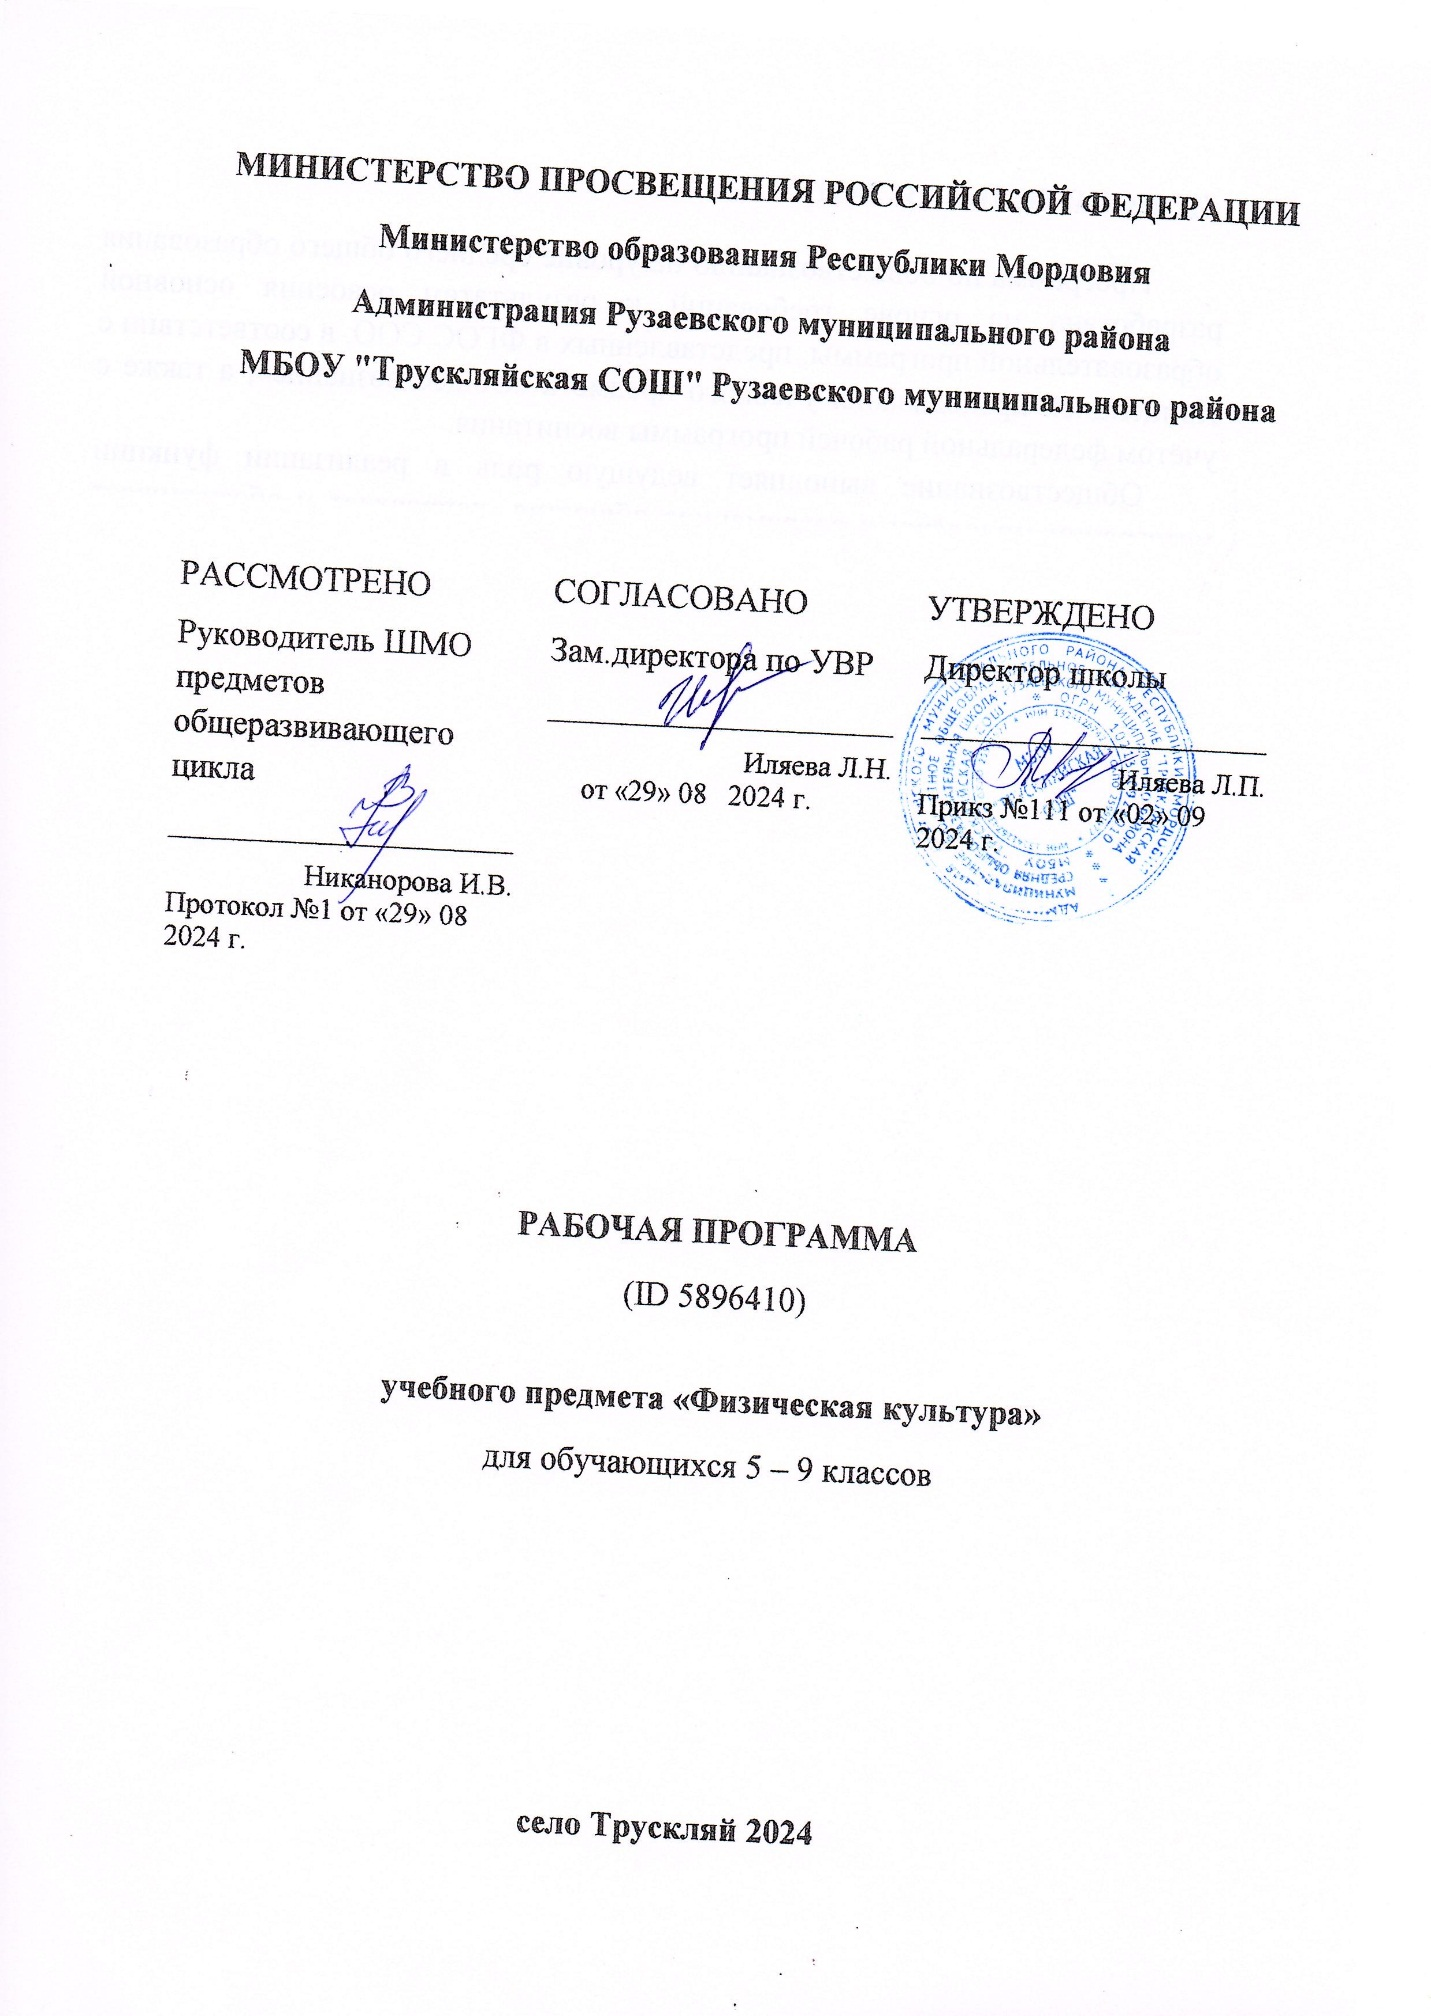 МИНИСТЕРСТВО ПРОСВЕЩЕНИЯ РОССИЙСКОЙ ФЕДЕРАЦИИ
Министерство образования Республики Мордовия
Администрация Рузаевского муниципального района
МБОУ "Трускляйская СОШ" Рузаевского муниципального района
РАССМОТРЕНО
Руководитель ШМО
предметов
общеразвивающего
цикла
Никанорова И.В.
Протокол №1 от «29» 08
2024 г.
СОГЛАСОВАНО
Зам.директора по УВР
Иляева Л.Н.
от «29» 08 2024 г.
УТВЕРЖДЕНО
Директор школы
Иляева Л.П.
Прикз №111 от «02» 09
2024 г.
РАБОЧАЯ ПРОГРАММА
(ID 5896410)
учебного предмета «Физическая культура»
для обучающихся 5 – 9 классов
село Трускляй 2024